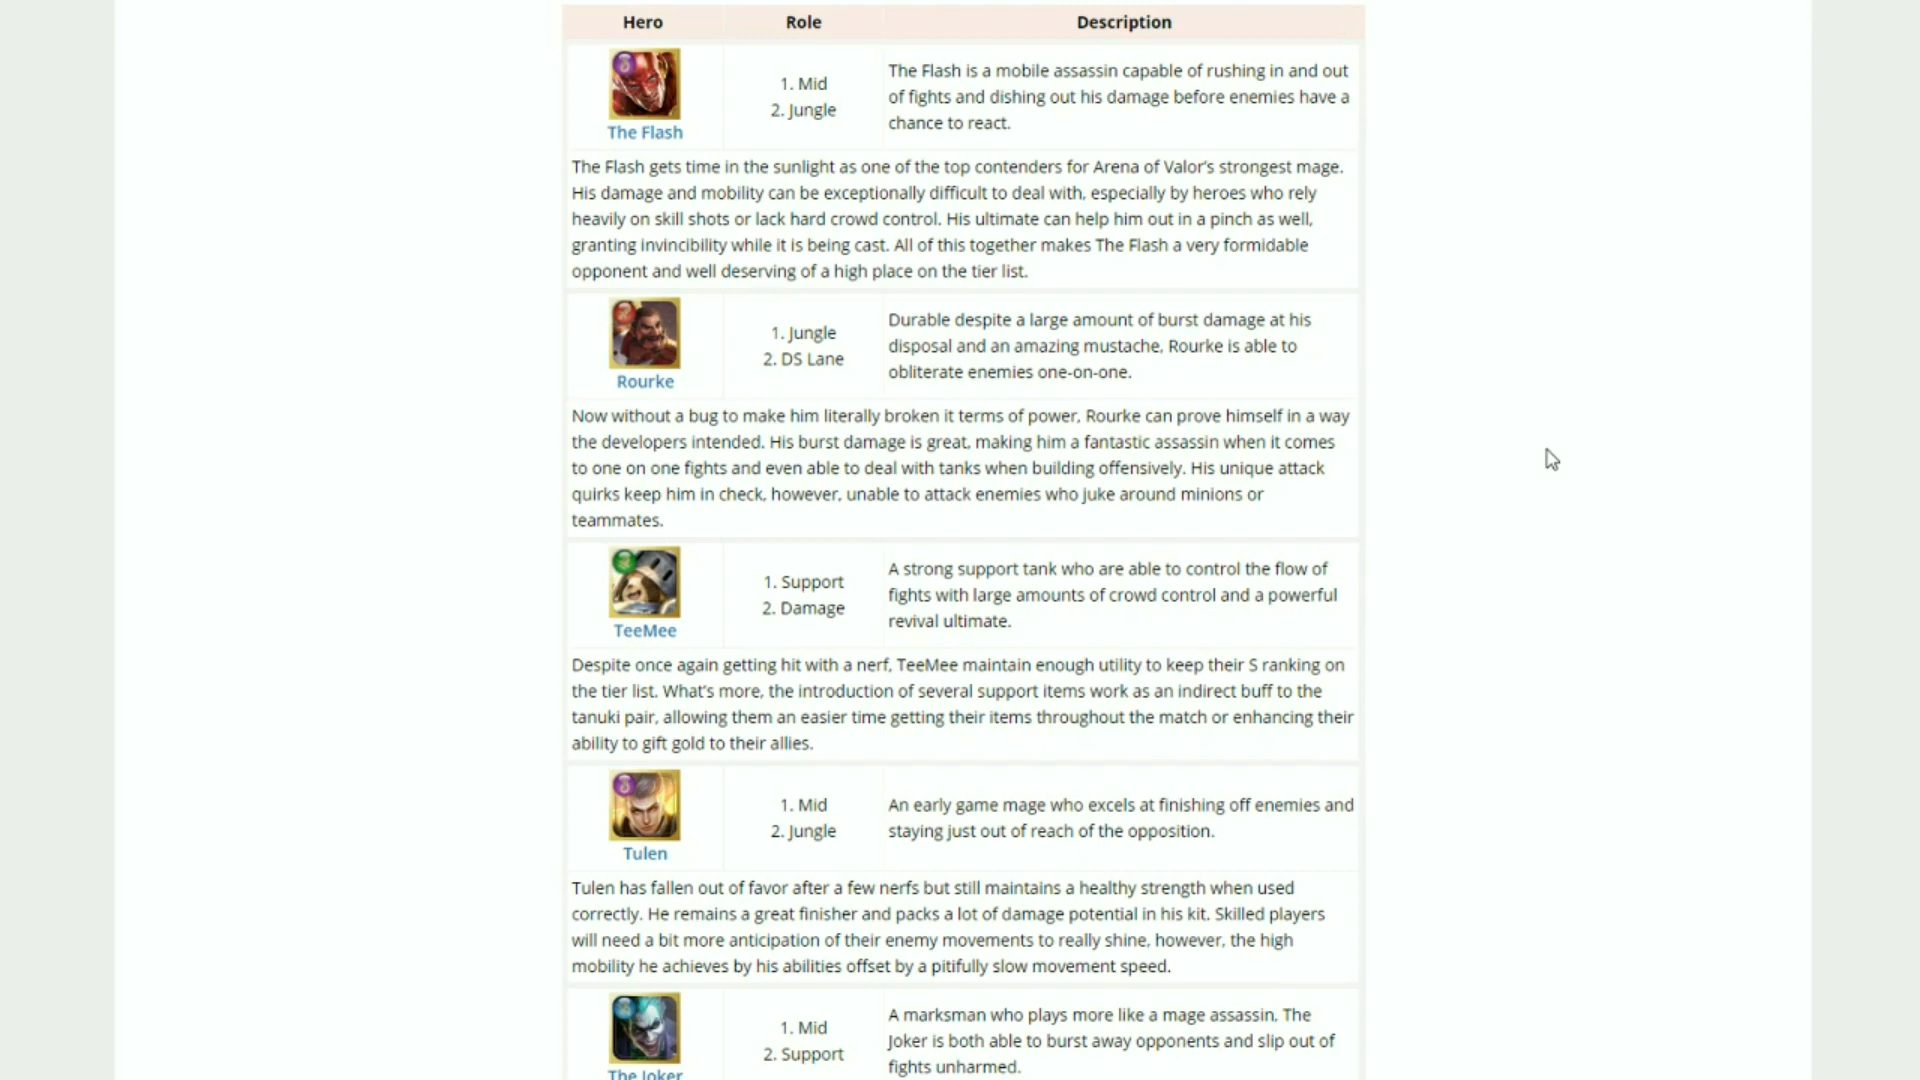 Hero Role Description
The Flash
1. Mid
2. Jungle
The Flash is a mobile assassin capable of rushing in and out
of fights and dishing out his damage before enemies have a
chance to react.
The Flash gets time in the sunlight as one of the top contenders for Arena of Valor's strongest mage.
His damage and mobility can be exceptionally difficult to deal with, especially by heroes who rely
heavily on skill shots or lack hard crowd control. His ultimate can help him out in a pinch as well,
granting invincibility while it is being cast. All of this together makes The Flash a very formidable
opponent and well deserving of a high place on the tier list.
Rourke
1. Jungle
2. DS Lane
Durable despite a large amount of burst damage at his
disposal and an amazing mustache, Rourke is able to
obliterate enemies one-on-one.
Now without a bug to make him literally broken it terms of power, Rourke can prove himself in a way
the developers intended. His burst damage is great, making him a fantastic assassin when it comes
to one on one fights and even able to deal with tanks when building offensively. His unique attack
quirks keep him in check, however, unable to attack enemies who juke around minions or
teammates.
TeeMee
1. Support
2. Damage
A strong support tank who are able to control the flow of
fights with large amounts of crowd control and a powerful
revival ultimate.
Despite once again getting hit with a nerf, TeeMee maintain enough utility to keep their S ranking on
the tier list. What's more, the introduction of several support items work as an indirect buff to the
tanuki pair, allowing them an easier time getting their items throughout the match or enhancing their
ability to gift gold to their allies.
Tulen
1. Mid
2. Jungle
An early game mage who excels at finishing off enemies and
staying just out of reach of the opposition.
Tulen has fallen out of favor after a few nerfs but still maintains a healthy strength when used
correctly. He remains a great finisher and packs a lot of damage potential in his kit. Skilled players
will need a bit more anticipation of their enemy movements to really shine, however, the high
mobility he achieves by his abilities offset by a pitifully slow movement speed.
The Joker
1. Mid
2. Support
A marksman who plays more like a mage assassin, The
Joker is both able to burst away opponents and slip out of
fights unharmed.